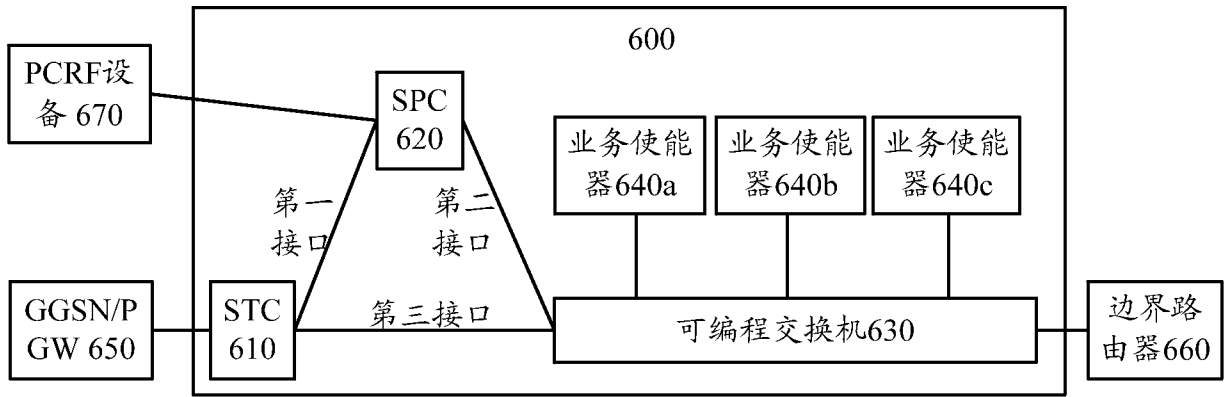 600
PCRF设
备 670
SPC
620
业务使能
器640a
业务使能
器640b
业务使能
器640c
第一
接口
第二
接口
GGSN/P
GW 650
STC
610
第三接口
可编程交换机630
边界路
由器660